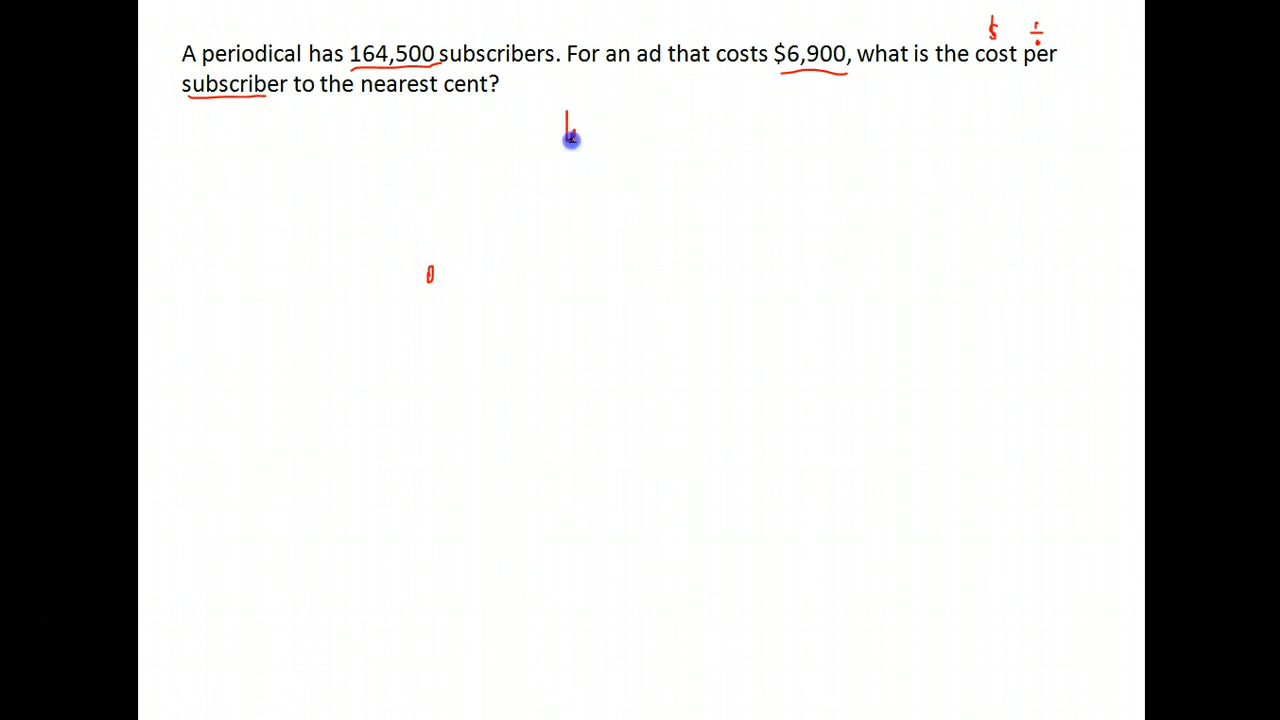 A periodical has 164,500 subscribers. For an ad that costs $6,900, what is the cost per
subscriber to the nearest cent?